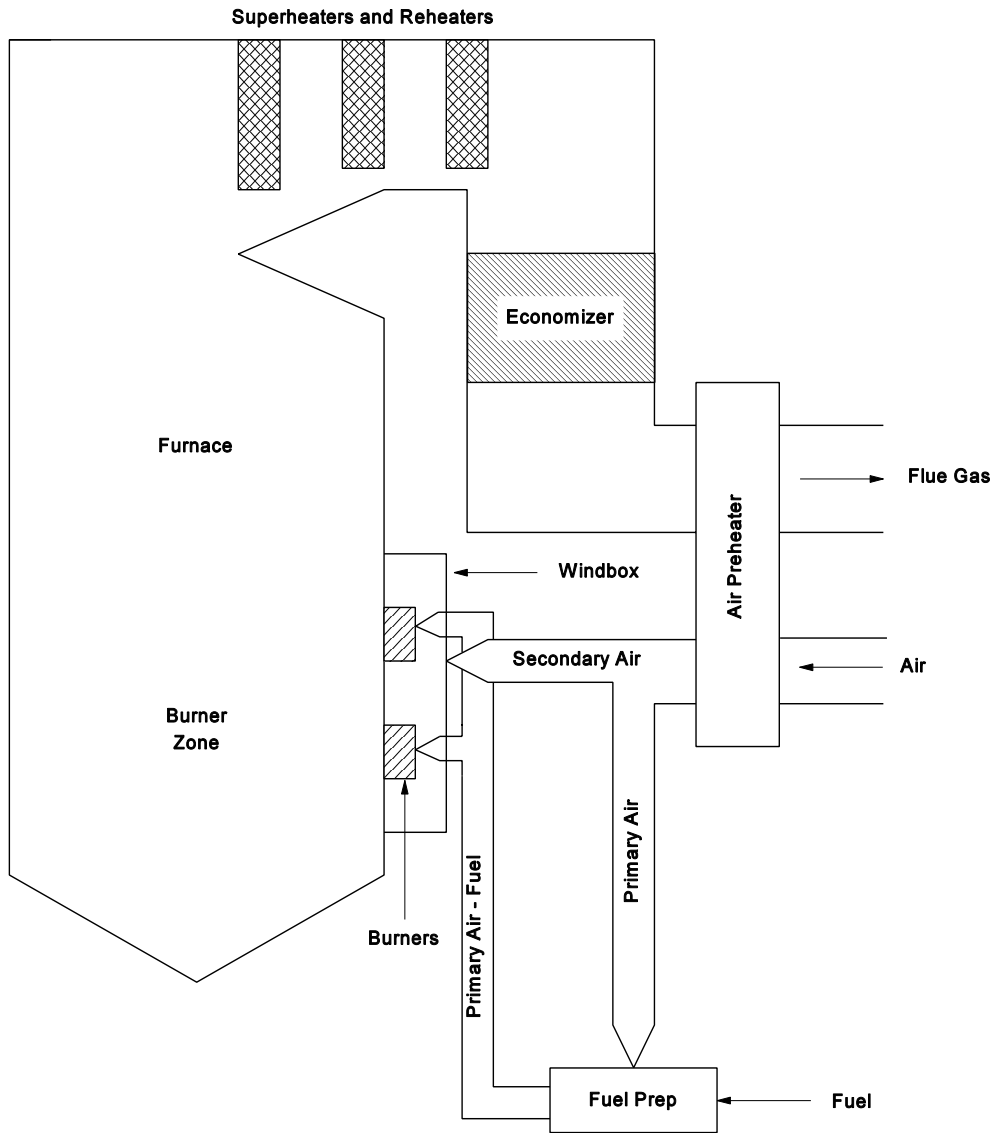 Superheaters and Reheaters
Economizer
Furnace
Flue Gas
Air Preheater
Windbox
Secondary Air
Air
Burner
Zone
Primary Air
Primary Air - Fuel
Burners
Fuel Prep
Fuel